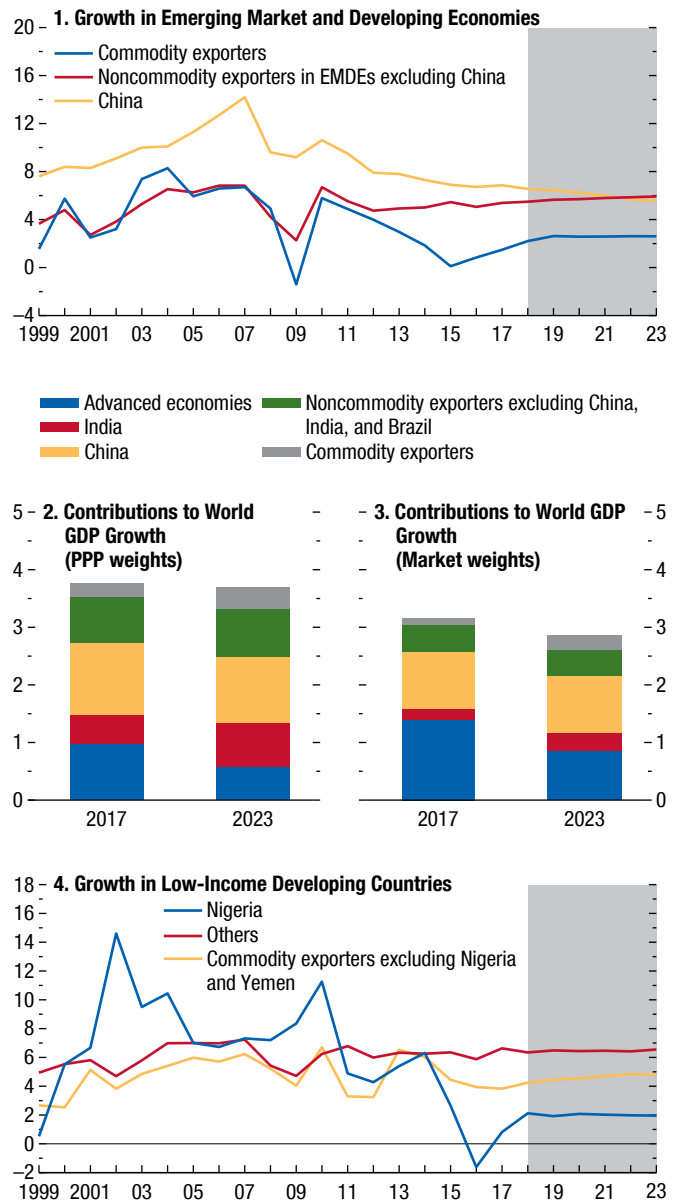 1. Growth in Emerging Market and Developing Economies
20
16
12
8
4
0
–4
Commodity exporters
Noncommodity exporters in EMDEs excluding China
China
1999 2001 03 05 07 09 11 13 15 17 19 21 23
Advanced economies
India
China
Noncommodity exporters excluding China,
India, and Brazil
Commodity exporters
2. Contributions to World
GDP Growth
(PPP weights)
5
4
3
2
1
0
2017 2023
3. Contributions to World GDP
Growth
(Market weights)
5
4
3
2
1
0
2017 2023
4. Growth in Low-Income Developing Countries
18
16
14
12
10
8
6
4
2
0
–2
Nigeria
Others
Commodity exporters excluding Nigeria
and Yemen
1999 2001 03 05 07 09 11 13 15 17 19 21 23